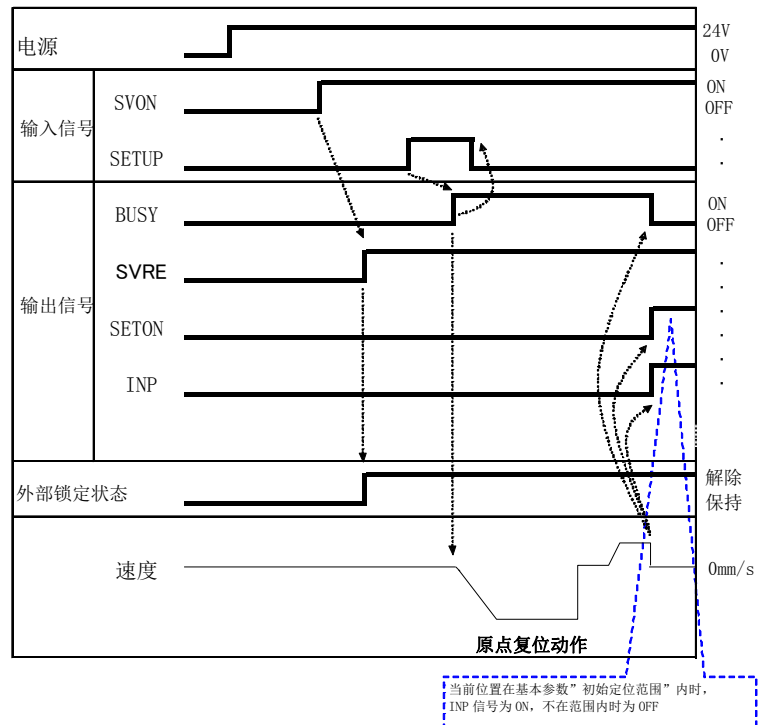 电源
24V
0V
输入信号
SVON
ON
OFF
SETUP
输出信号
BUSY
ON
OFF
SVRE
SETON
INP
外部锁定状态
解除
保持
速度
0mm/s
原点复位动作
当前位置在基本参数”初始定位范围”内时，
INP 信号为 ON，不在范围内时为 OFF